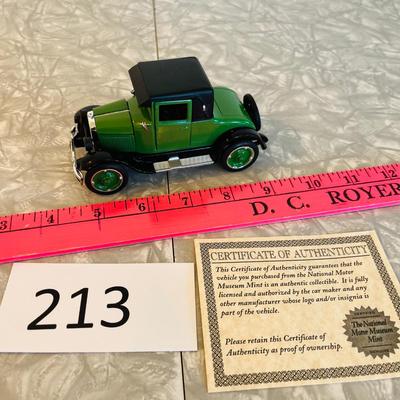 3 4 5 6 7 8 9 10 11 12
D. C. ROYER
213
CERTIFICATE OF AUTHENTICITY
This Certificate of Authenticity guarantees that the
vehicle you purchased from the National Motor
Museum Mint is an authentic collectible. It is fully
licensed and authorized by the car maker and any
other manufacturer whose logo and/or insignia is
part of the vehicle.
Please retain this Certificate of
Authenticity as proof of ownership.
The National
Motor Museum
Mint